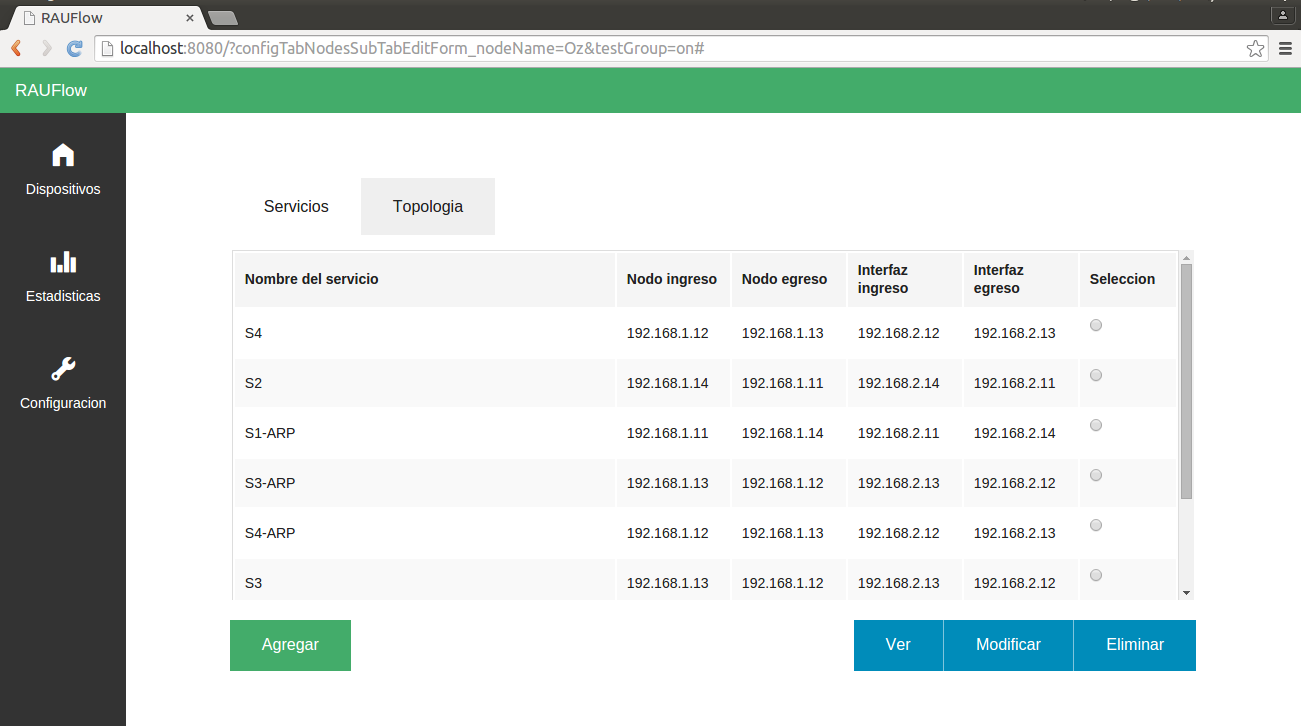 RAUFlow
localhost:8080/?configTabNodesSubTabEditForm_nodeName=Oz&testGroup=on#
RAUFlow
Dispositivos
Estadisticas
Configuracion
Servicios Topologia
Nombre del servicio Nodo ingreso Nodo egreso Interfaz ingreso Interfaz egreso Seleccion
S4 192.168.1.12 192.168.1.13 192.168.2.12 192.168.2.13
S2 192.168.1.14 192.168.1.11 192.168.2.14 192.168.2.11
S1-ARP 192.168.1.11 192.168.1.14 192.168.2.11 192.168.2.14
S3-ARP 192.168.1.13 192.168.1.12 192.168.2.13 192.168.2.12
S4-ARP 192.168.1.12 192.168.1.13 192.168.2.12 192.168.2.13
S3 192.168.1.13 192.168.1.12 192.168.2.13 192.168.2.12
Agregar Ver Modificar Eliminar